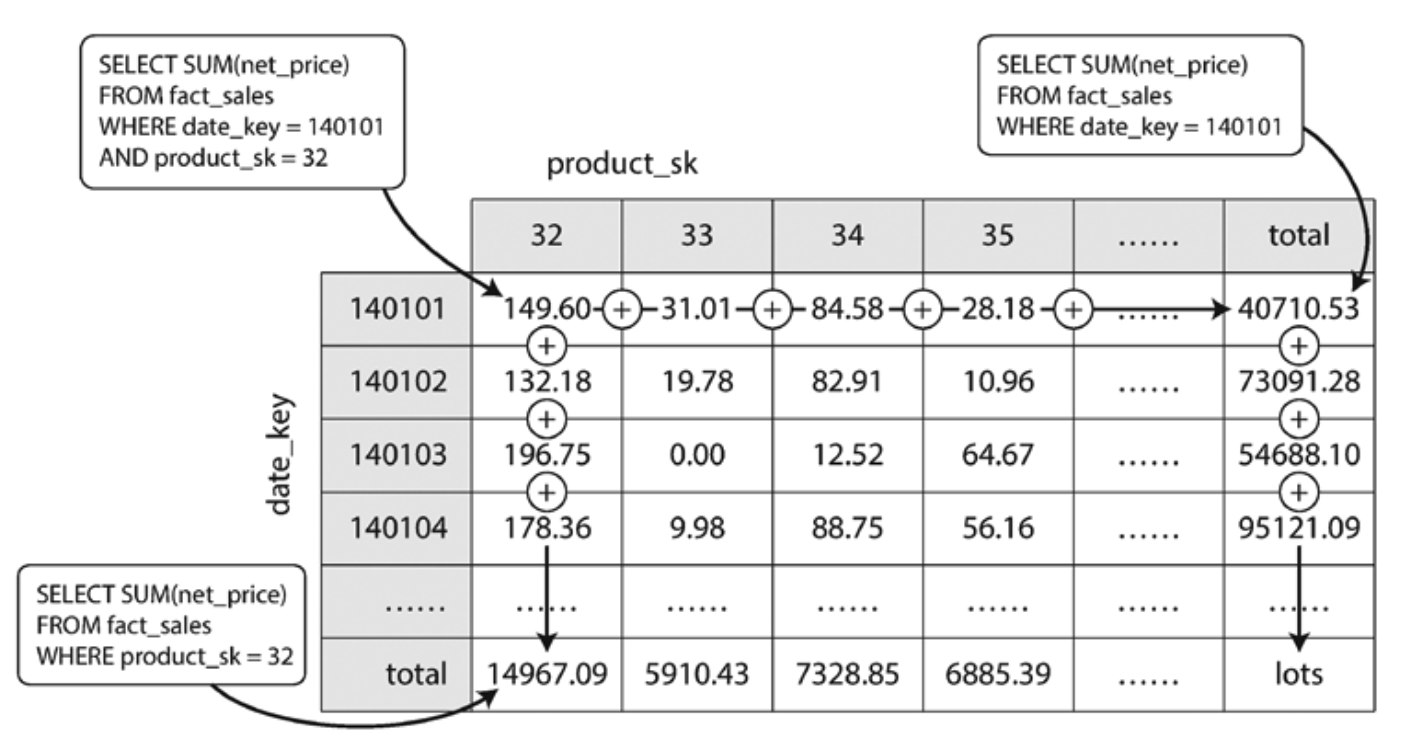 SELECT SUM(net_price)
FROM fact_sales
WHERE date_key = 140101
AND product_sk = 32
SELECT SUM(net_price)
FROM fact_sales
WHERE date_key = 140101
product_sk
32 33 34 35 ...... total
140101 149.60 + 31.01 + 84.58 + 28.18 + ...... 40710.53
+ +
140102 132.18 19.78 82.91 10.96 ...... 73091.28
+ +
140103 196.75 0.00 12.52 64.67 ...... 54688.10
+ +
140104 178.36 9.98 88.75 56.16 ...... 95121.09
...... ...... ...... ...... ...... ...... ......
total 14967.09 5910.43 7328.85 6885.39 ...... lots
date_key
SELECT SUM(net_price)
FROM fact_sales
WHERE product_sk = 32